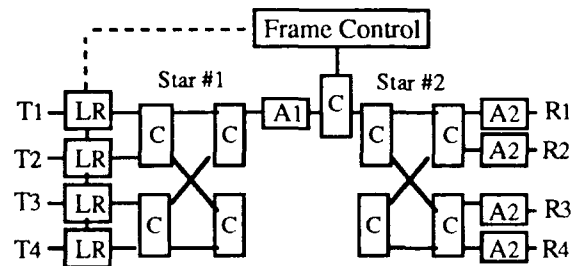 Frame Control
Star #1
Star #2
T1 LR C C A1 C C C A2 R1
T2 LR A2 R2
T3 LR C C C C A2 R3
T4 LR A2 R4